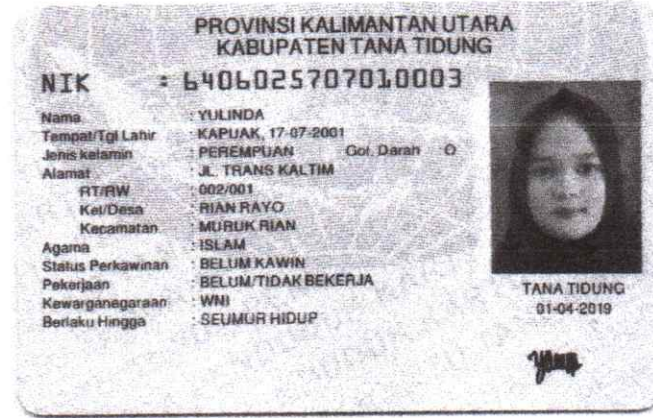 PROVINSI KALIMANTAN UTARA
KABUPATEN TANA TIDUNG
NIK : 6406025707010003
Nama : YULINDA
Tempat/Tgl Lahir : KAPUAK, 17-07-2001
Jenis kelamin : PEREMPUAN Gol. Darah O
Alamat : JL. TRANS KALTIM
RT/RW : 002/001
Kel/Desa : RIAN RAYO
Kecamatan : MURUK RIAN
Agama : ISLAM
Status Perkawinan : BELUM KAWIN
Pekerjaan : BELUM/TIDAK BEKERJA
Kewarganegaraan : WNI
Berlaku Hingga : SEUMUR HIDUP
TANA TIDUNG
01-04-2019